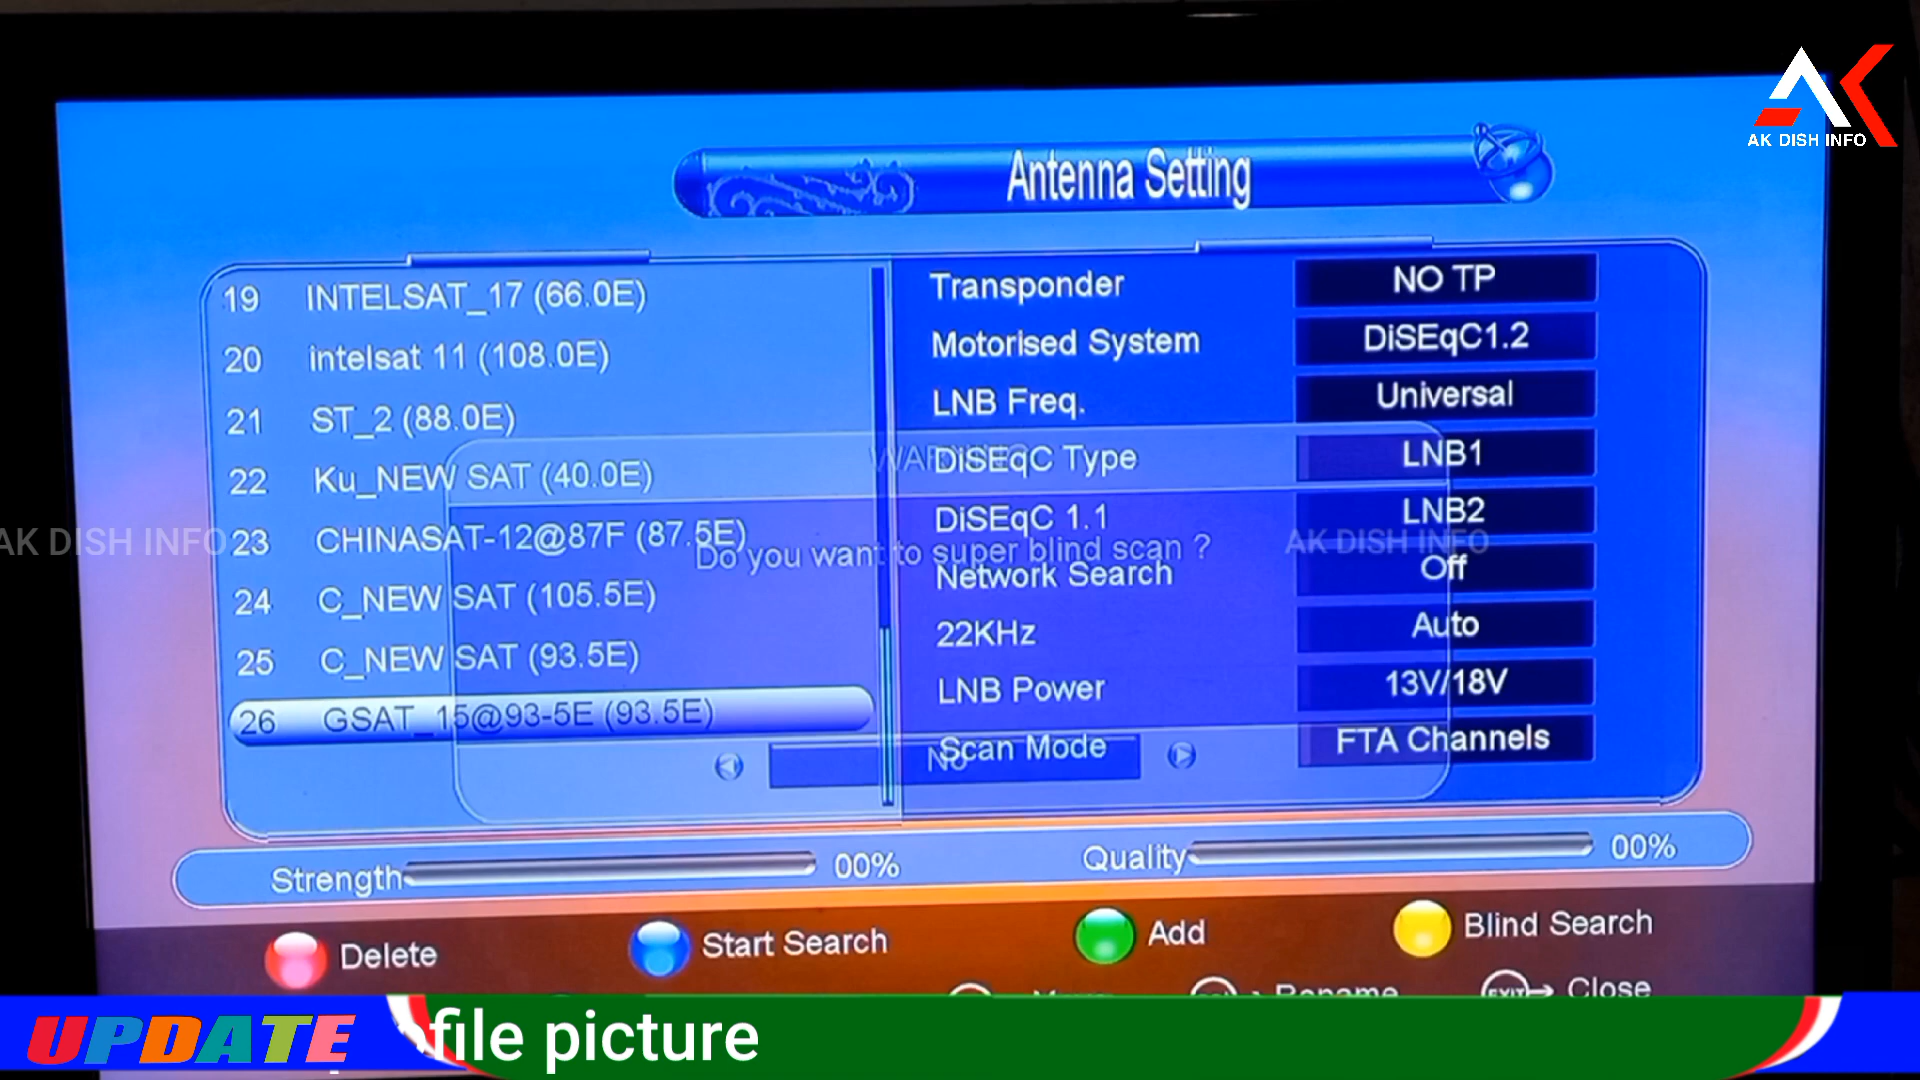 AK DISH INFO
Antenna Setting
19 INTELSAT_17 (66.0E)
20 intelsat 11 (108.0E)
21 ST_2 (88.0E)
22 Ku_NEW SAT (40.0E)
23 CHINASAT-12@87F (87.5E)
24 C_NEW SAT (105.5E)
25 C_NEW SAT (93.5E)
26 GSAT_15@93-5E (93.5E)
Transponder NO TP
Motorised System DiSEqC1.2
LNB Freq. Universal
DiSEqC Type LNB1
DiSEqC 1.1 LNB2
Network Search Off
22KHz Auto
LNB Power 13V/18V
Scan Mode FTA Channels
Do you want to super blind scan ?
No
AK DISH INFO
AK DISH INFO
Strength 00%
Quality 00%
Delete
Start Search
Add
Blind Search
Rename
EXIT Close
UPDATE
file picture